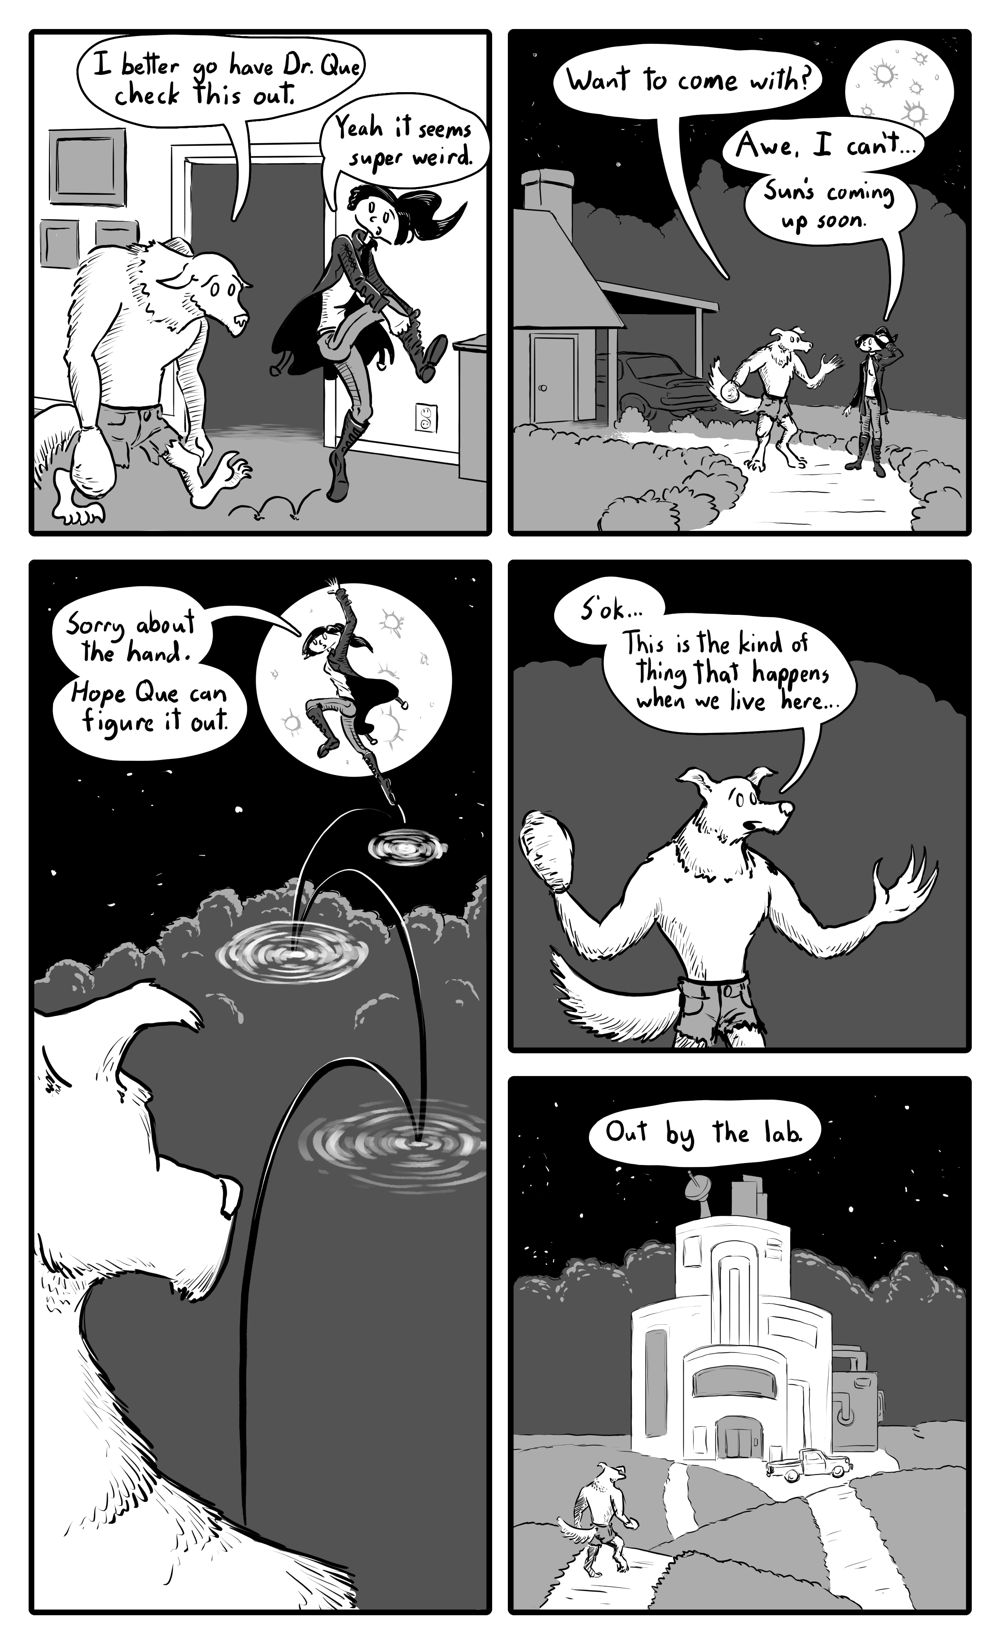 I better go have Dr. Que
check this out.
Yeah it seems
super weird.
Want to come with?
Awe, I can't...
Sun's coming
up soon.
Sorry about
the hand.
Hope Que can
figure it out.
S'ok...
This is the kind of
thing that happens
when we live here...
Out by the lab.